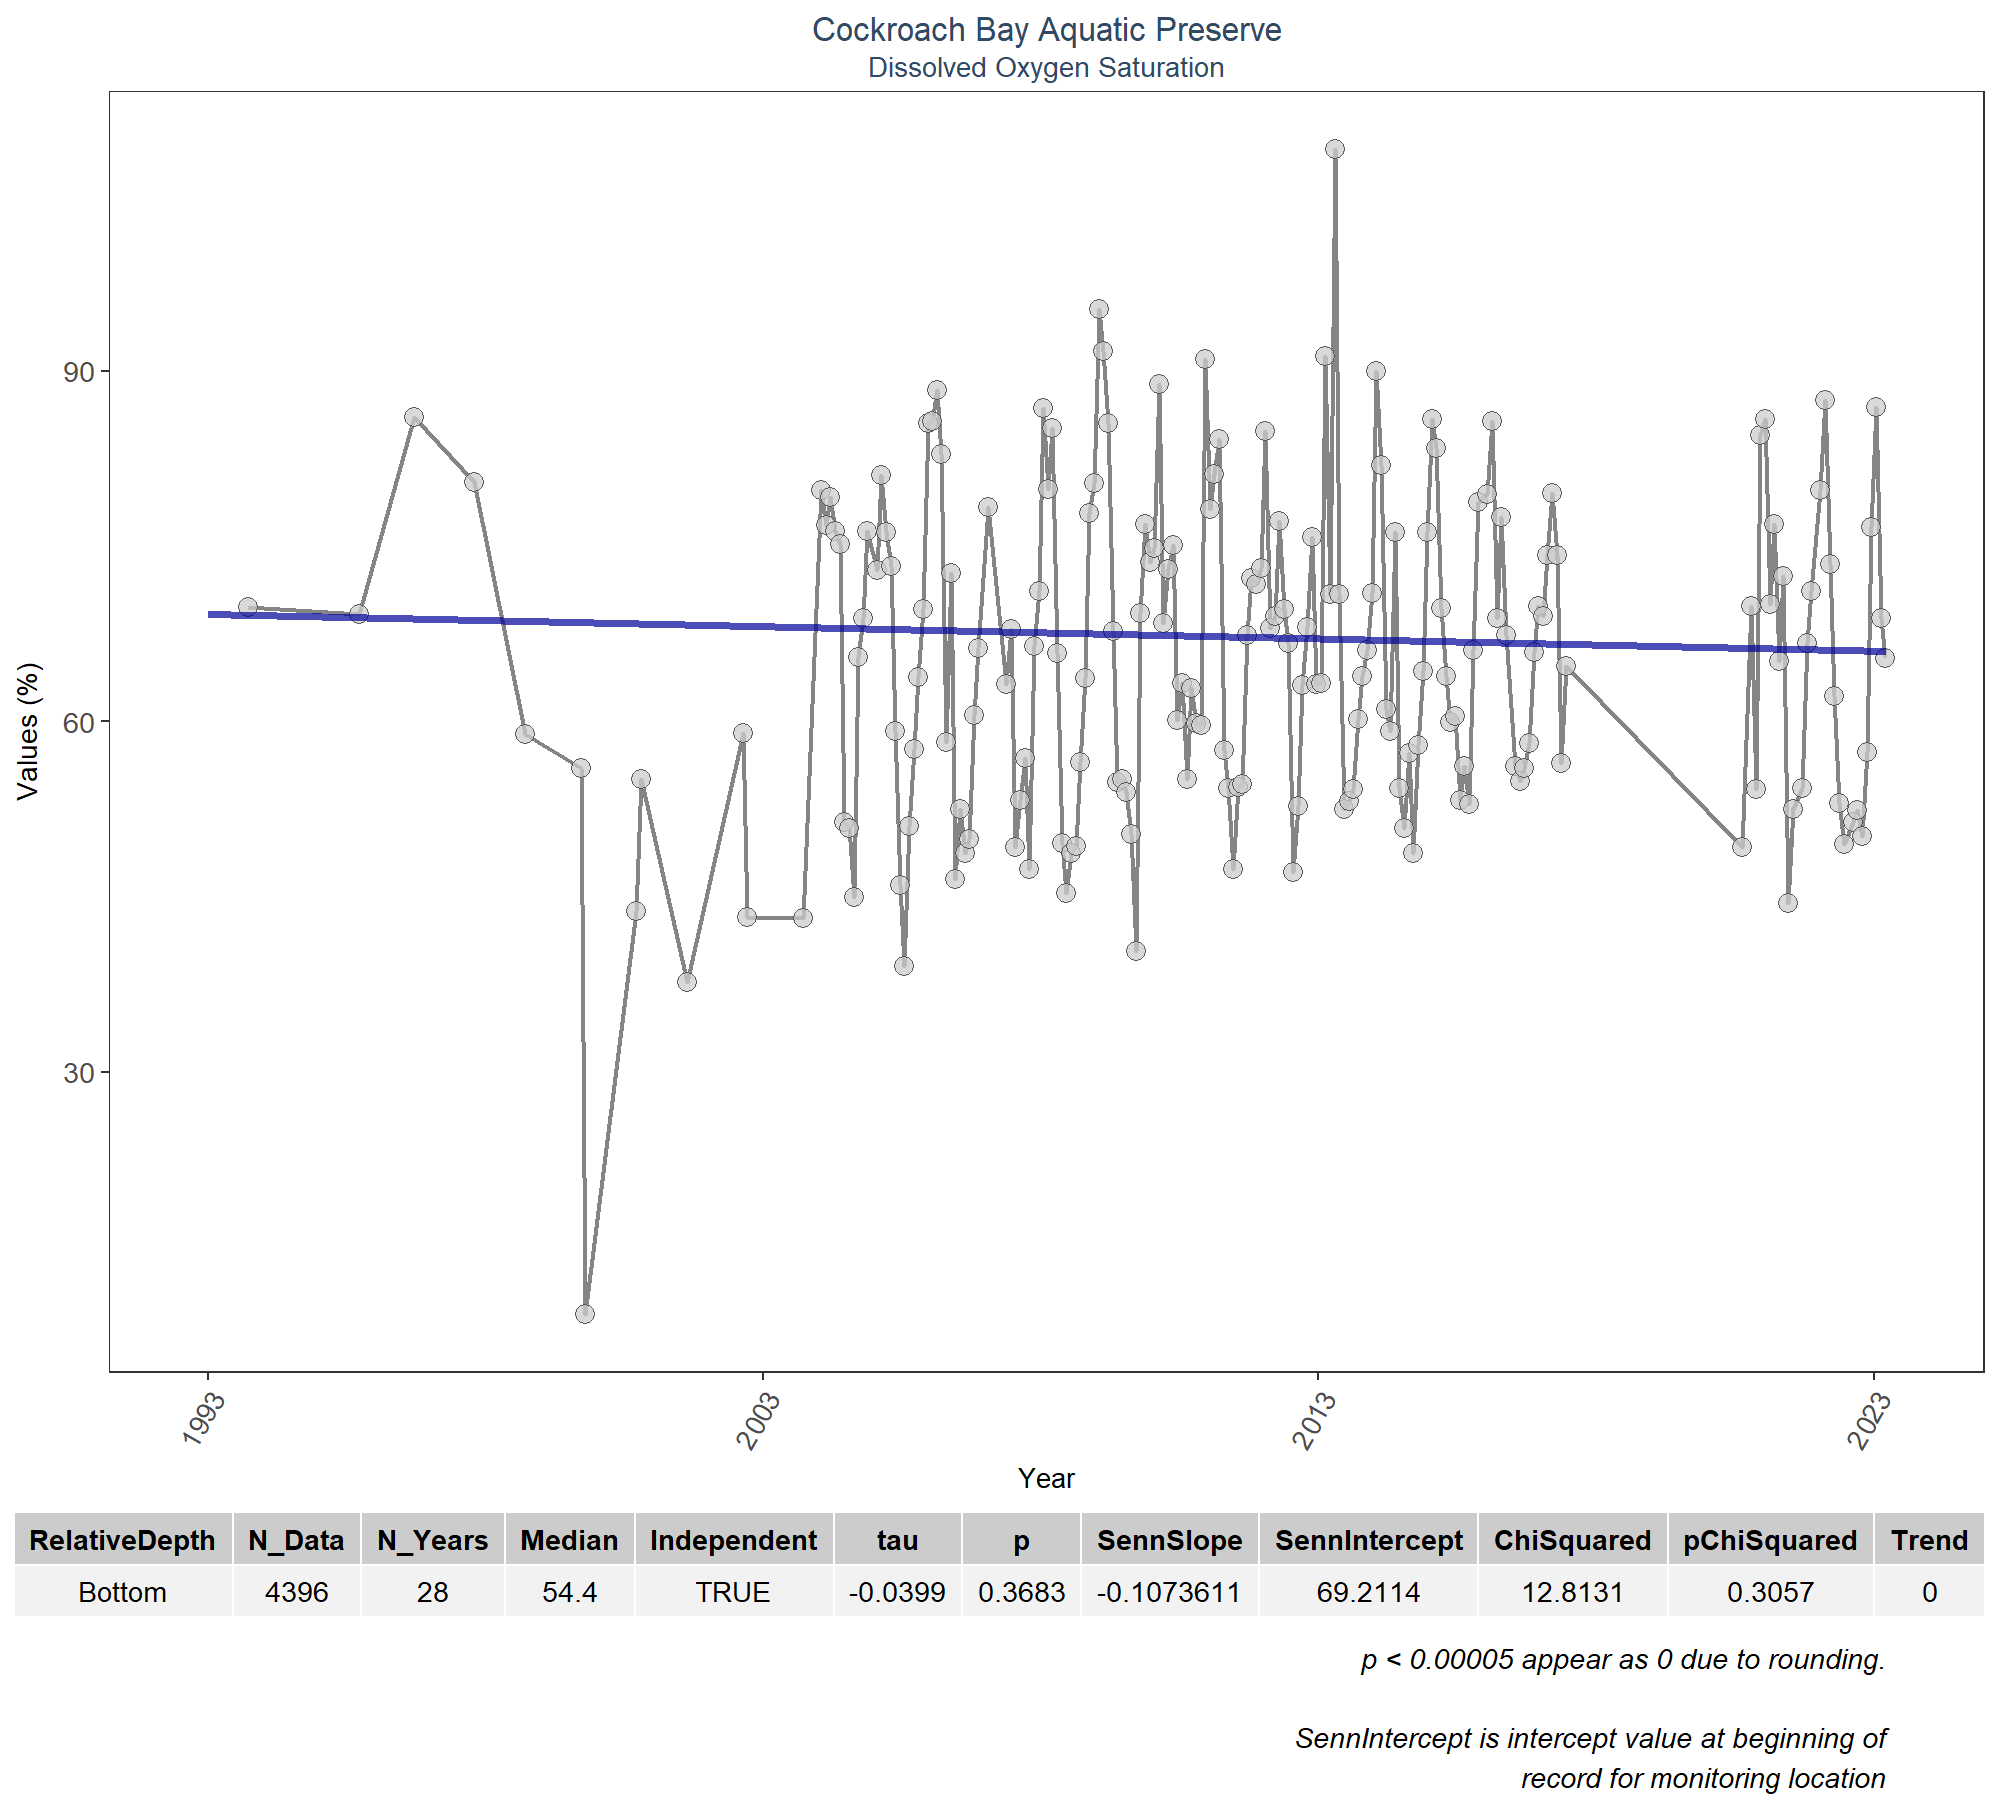 Cockroach Bay Aquatic Preserve
Dissolved Oxygen Saturation
Values (%)
90
60
30
1993
2003
2013
2023
Year
RelativeDepth N_Data N_Years Median Independent tau p SennSlope SennIntercept ChiSquared pChiSquared Trend
Bottom 4396 28 54.4 TRUE -0.0399 0.3683 -0.1073611 69.2114 12.8131 0.3057 0
p < 0.00005 appear as 0 due to rounding.
SennIntercept is intercept value at beginning of
record for monitoring location